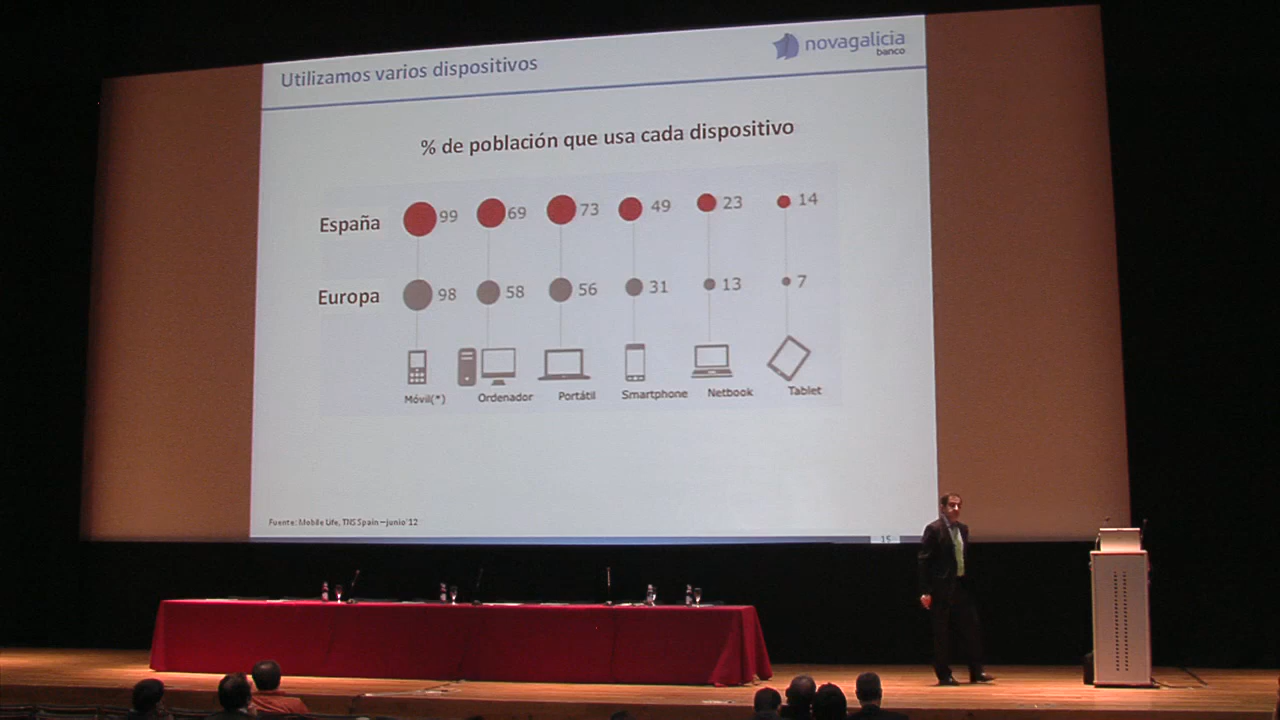 Utilizamos varios dispositivos
novagalicia
banco
% de población que usa cada dispositivo
España 99 69 73 49 23 14
Europa 98 58 56 31 13 7
Móvil(*) Ordenador Portátil Smartphone Netbook Tablet
Fuente: Mobile Life, TNS Spain – junio'12
15